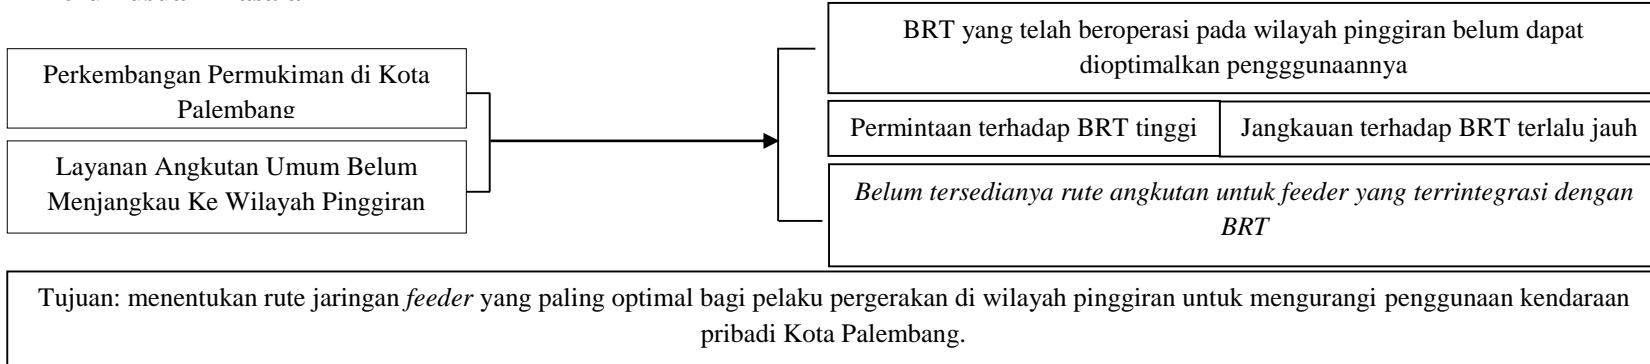 Perkembangan Permukiman di Kota
Palembang
Layanan Angkutan Umum Belum
Menjangkau Ke Wilayah Pinggiran
BRT yang telah beroperasi pada wilayah pinggiran belum dapat
dioptimalkan pengggunaannya
Permintaan terhadap BRT tinggi
Jangkauan terhadap BRT terlalu jauh
Belum tersedianya rute angkutan untuk feeder yang terrintegrasi dengan
BRT
Tujuan: menentukan rute jaringan feeder yang paling optimal bagi pelaku pergerakan di wilayah pinggiran untuk mengurangi penggunaan kendaraan
pribadi Kota Palembang.